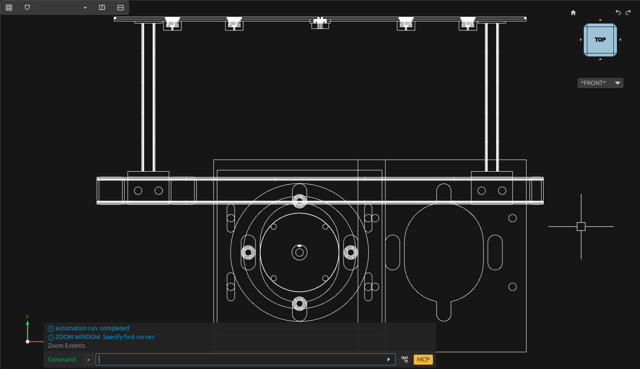 TOP
*FRONT*
Y
automation run: completed
ZOOM WINDOW Specify first corner:
Zoom Extents
Command:
>
MCP